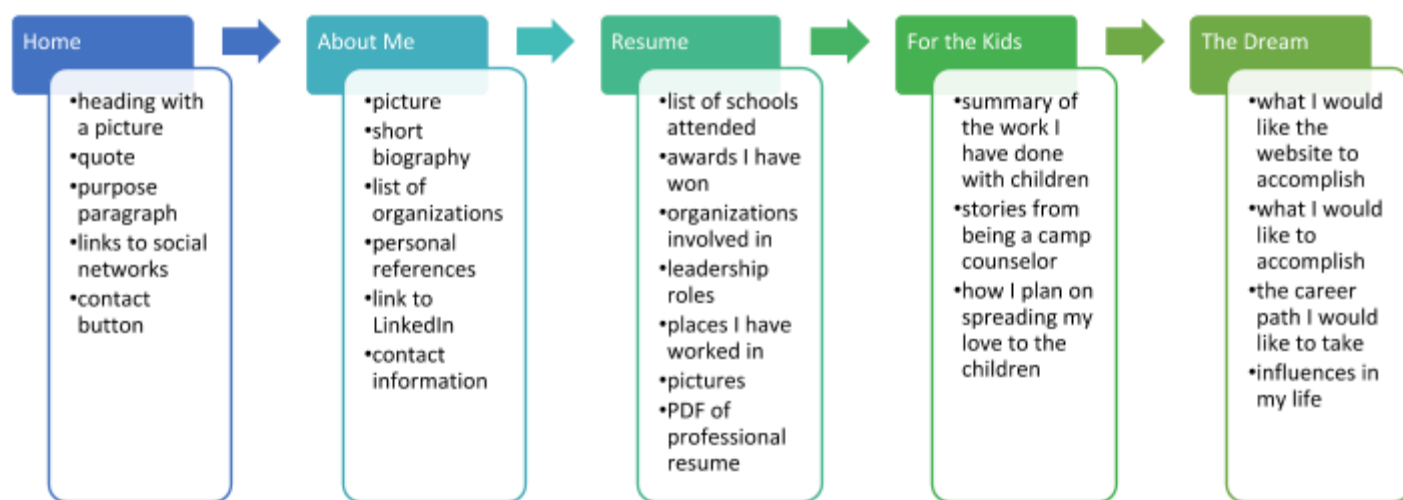 Home
•heading with
a picture
•quote
•purpose
paragraph
•links to social
networks
•contact
button
About Me
•picture
•short
biography
•list of
organizations
•personal
references
•link to
LinkedIn
•contact
information
Resume
•list of schools
attended
•awards I have
won
•organizations
involved in
•leadership
roles
•places I have
worked in
•pictures
•PDF of
professional
resume
For the Kids
•summary of
the work I
have done
with children
•stories from
being a camp
counselor
•how I plan on
spreading my
love to the
children
The Dream
•what I would
like the
website to
accomplish
•what I would
like to
accomplish
•the career
path I would
like to take
•influences in
my life